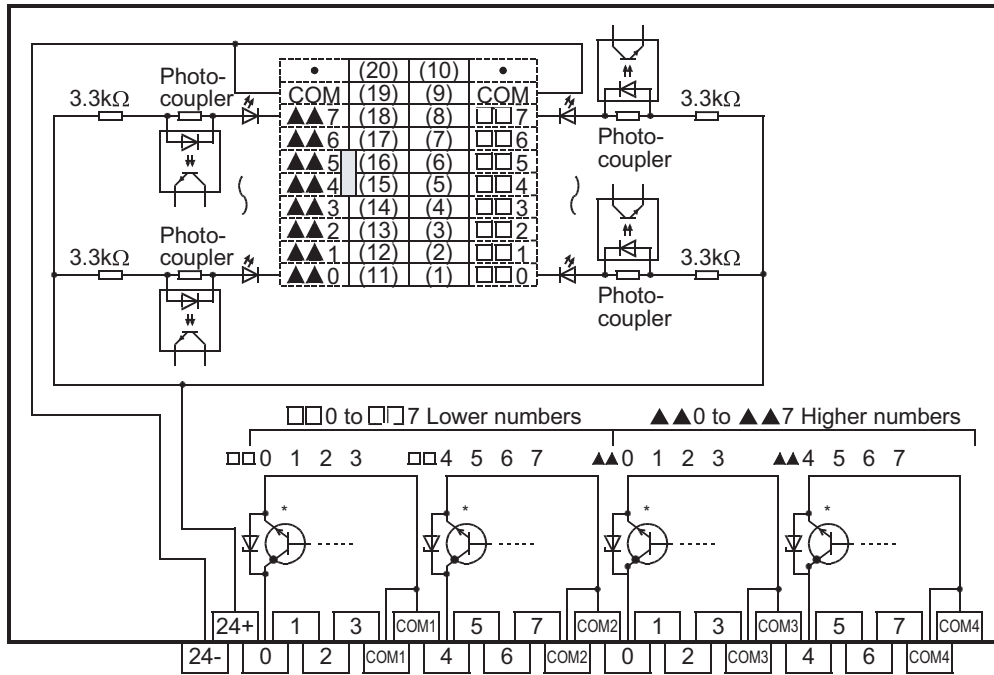 • (20) (10) •
COM (19) (9) COM
▲▲7 (18) (8) □□7
▲▲6 (17) (7) □□6
▲▲5 (16) (6) □□5
▲▲4 (15) (5) □□4
▲▲3 (14) (4) □□3
▲▲2 (13) (3) □□2
▲▲1 (12) (2) □□1
▲▲0 (11) (1) □□0
3.3kΩ
Photo-
coupler
3.3kΩ
Photo-
coupler
3.3kΩ
Photo-
coupler
3.3kΩ
Photo-
coupler
□□0 to □□7 Lower numbers
▲▲0 to ▲▲7 Higher numbers
□□0 1 2 3 □□4 5 6 7 ▲▲0 1 2 3 ▲▲4 5 6 7
* * * *
24+ 1 3 COM1 5 7 COM2 1 3 COM3 5 7 COM4
24- 0 2 COM1 4 6 COM2 0 2 COM3 4 6 COM4